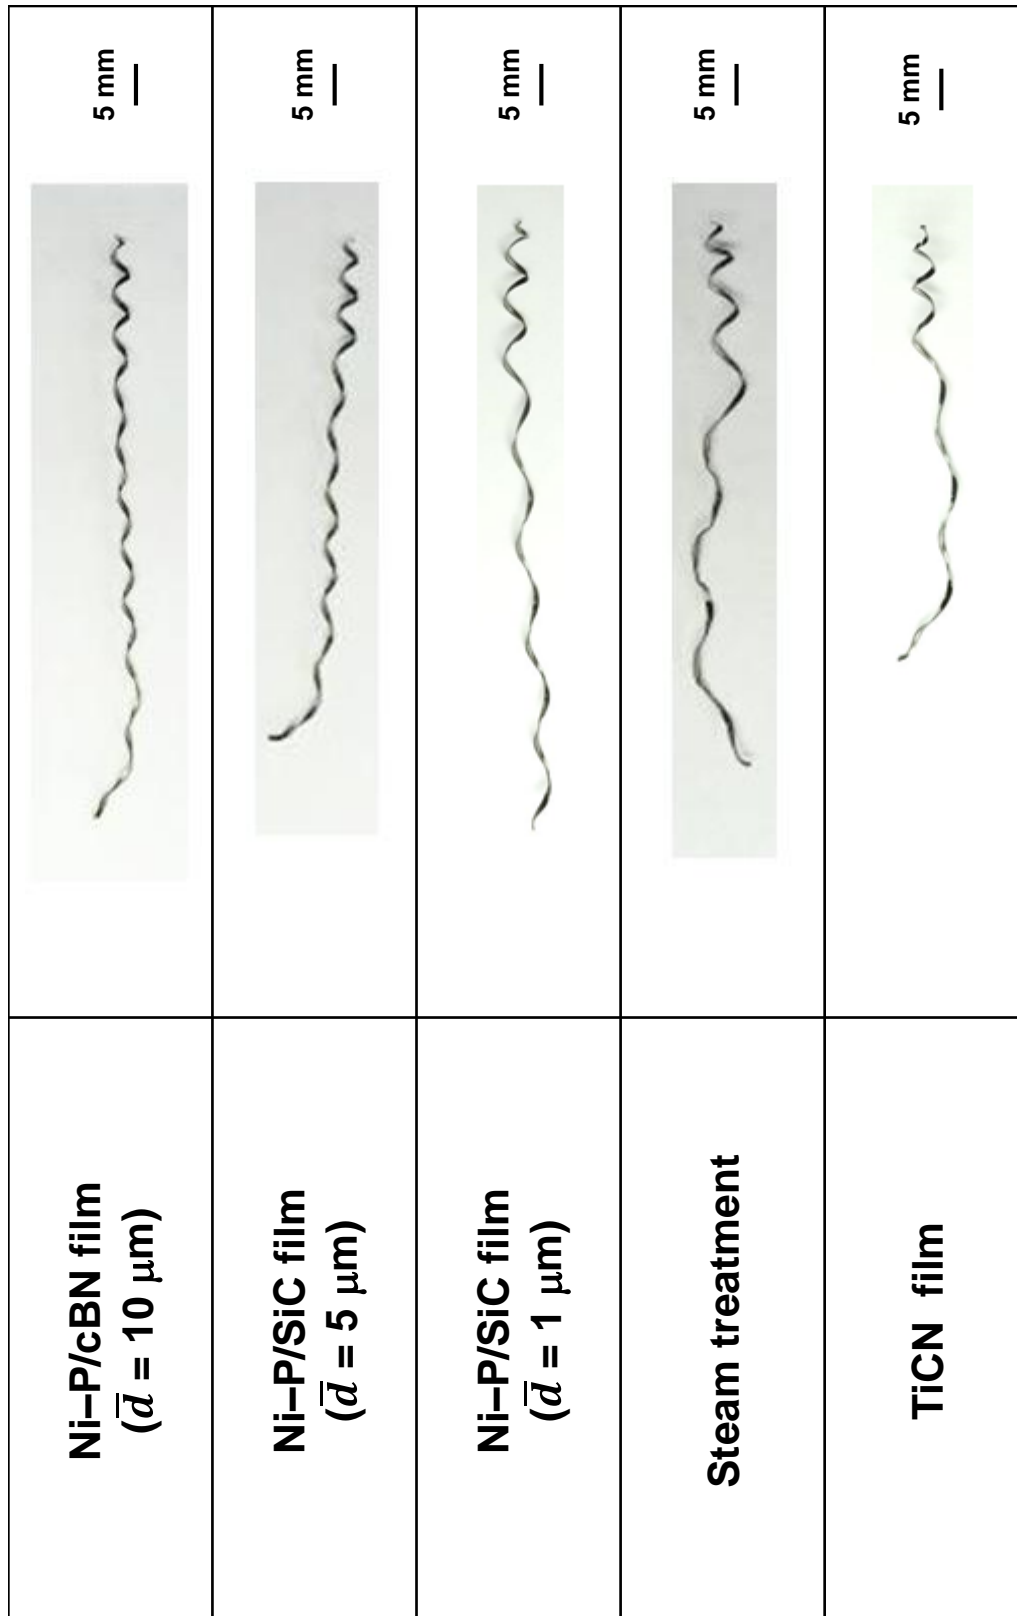 Ni–P/cBN film
(d̅ = 10 μm)
5 mm
Ni–P/SiC film
(d̅ = 5 μm)
5 mm
Ni–P/SiC film
(d̅ = 1 μm)
5 mm
Steam treatment
5 mm
TiCN film
5 mm